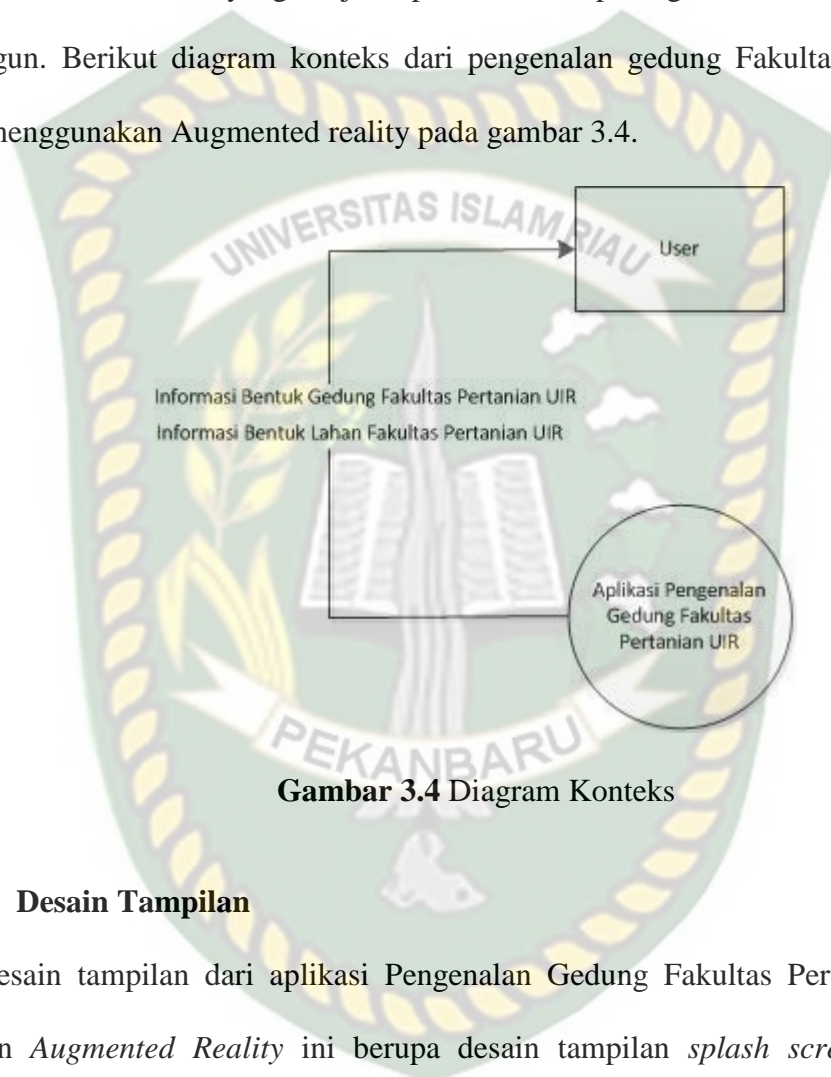 gun. Berikut diagram konteks dari pengenalan gedung Fakulta
menggunakan Augmented reality pada gambar 3.4.
UNIVERSITAS ISLAM RIAU
User
Informasi Bentuk Gedung Fakultas Pertanian UIR
Informasi Bentuk Lahan Fakultas Pertanian UIR
Aplikasi Pengenalan
Gedung Fakultas
Pertanian UIR
PEKANBARU
Gambar 3.4 Diagram Konteks
Desain Tampilan
esain tampilan dari aplikasi Pengenalan Gedung Fakultas Per
n Augmented Reality ini berupa desain tampilan splash scre